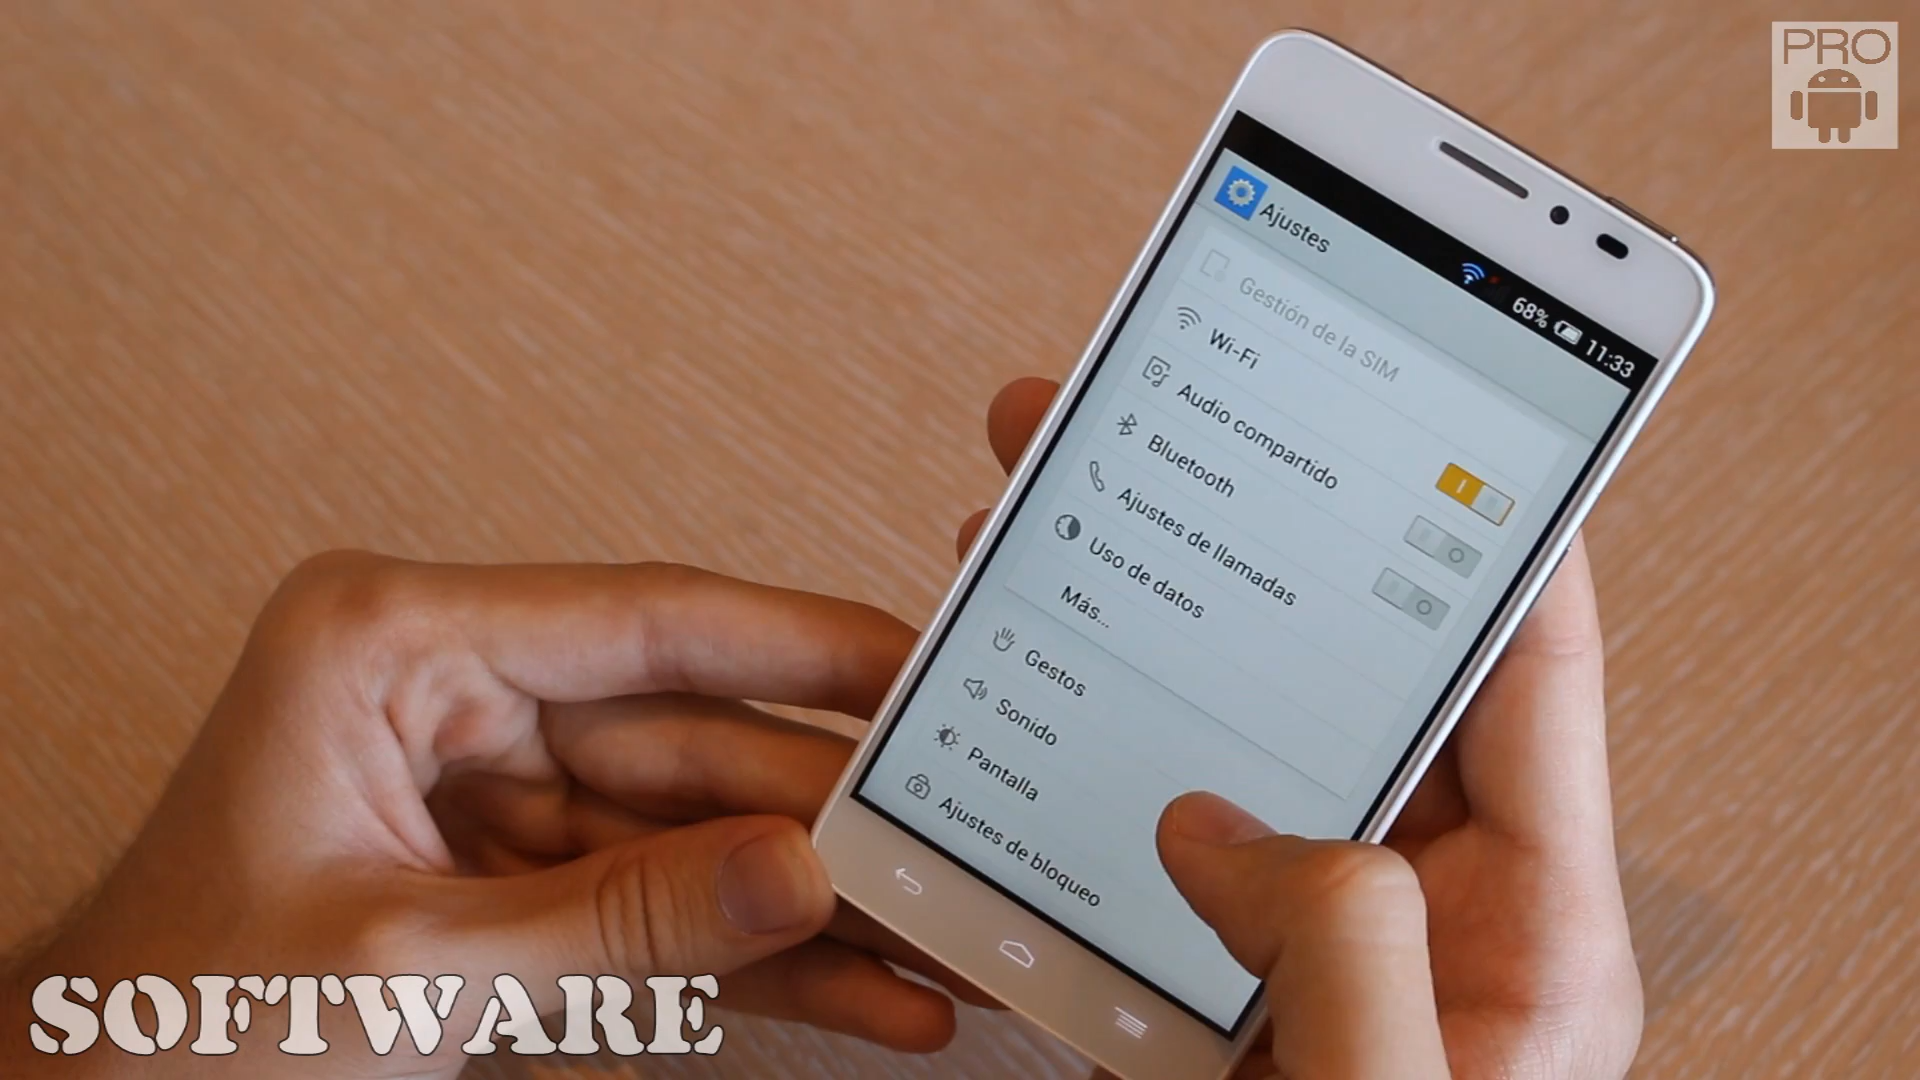 PRO
68% 11:33
Ajustes
Gestión de la SIM
Wi-Fi
Audio compartido
Bluetooth
Ajustes de llamadas
Uso de datos
Más...
Gestos
Sonido
Pantalla
Ajustes de bloqueo
SOFTWARE